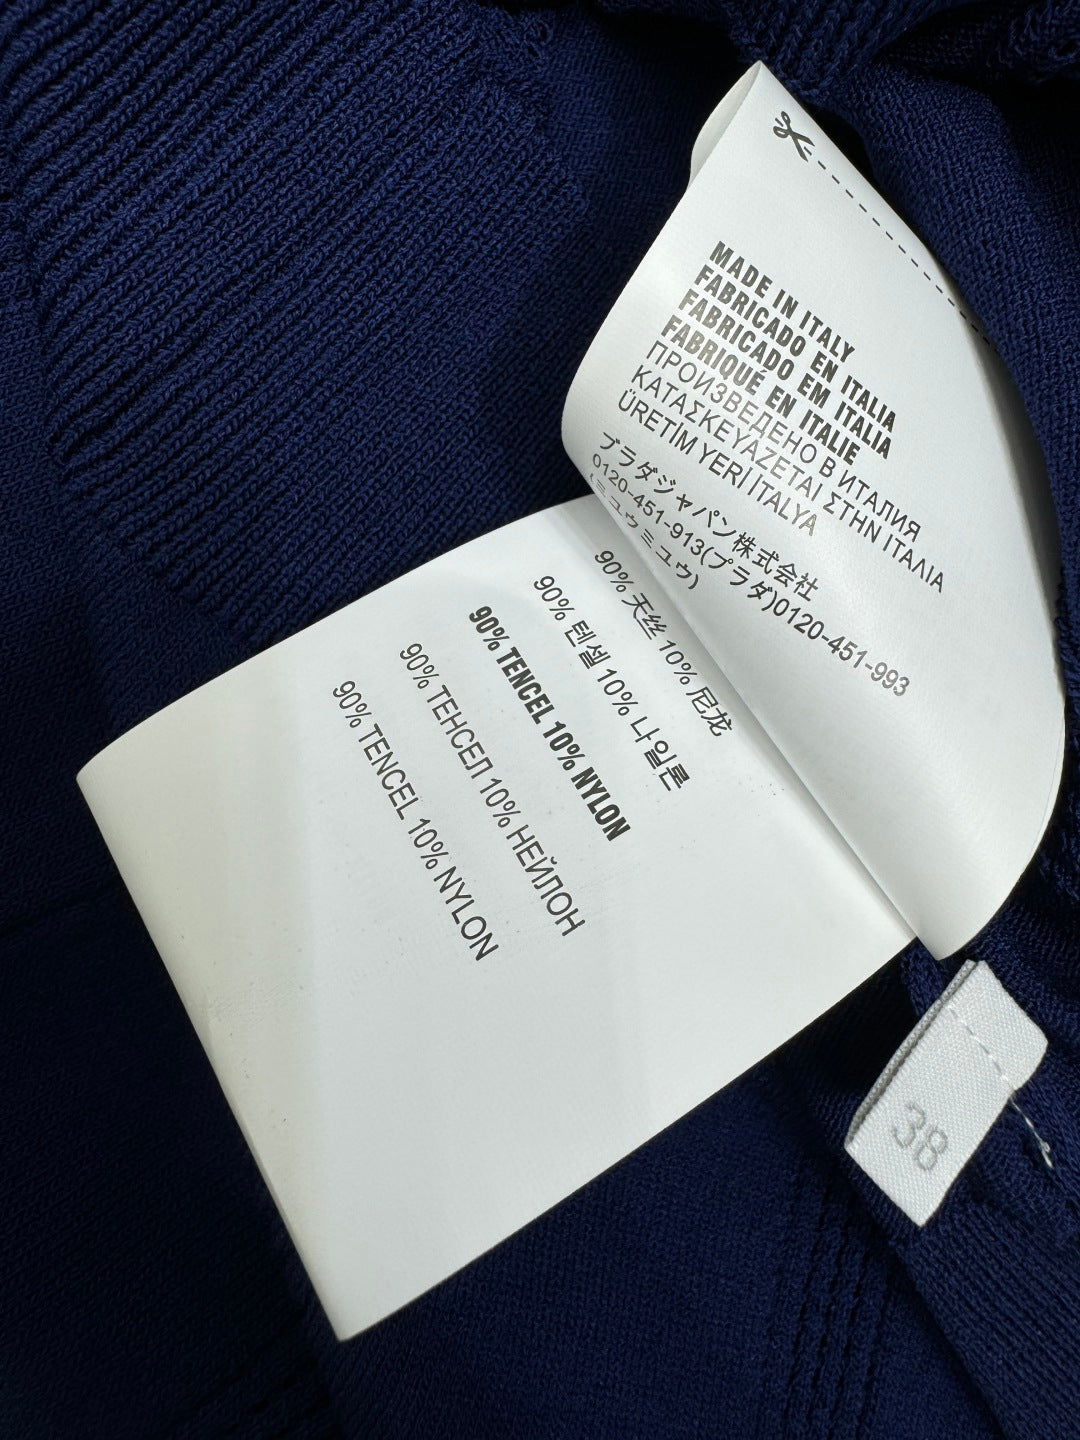 MADE IN ITALY
FABRICADO EN ITALIA
FABRICADO EM ITALIA
FABRIQUÉ EN ITALIE
ПРОИЗВЕДЕНО В ИТАЛИЯ
ΚΑΤΑΣΚΕΥΑΖΕΤΑΙ ΣΤΗΝ ΙΤΑΛΙΑ
ÜRETİM YERİ İTALYA
プラダジャパン株式会社
0120-451-913(プラダ)0120-451-993
(ミュウミュウ)
90% 天丝 10% 尼龙
90% 텐셀 10% 나일론
90% TENCEL 10% NYLON
90% ТЕНСЕЛ 10% НЕЙЛОН
90% TENCEL 10% NYLON
38